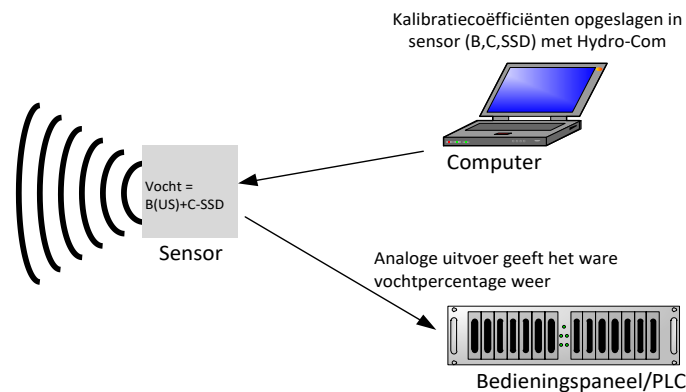 Kalibratiecoëfficiënten opgeslagen in
sensor (B,C,SSD) met Hydro-Com
Computer
Vocht =
B(US)+C-SSD
Sensor
Analoge uitvoer geeft het ware
vochtpercentage weer
Bedieningspaneel/PLC